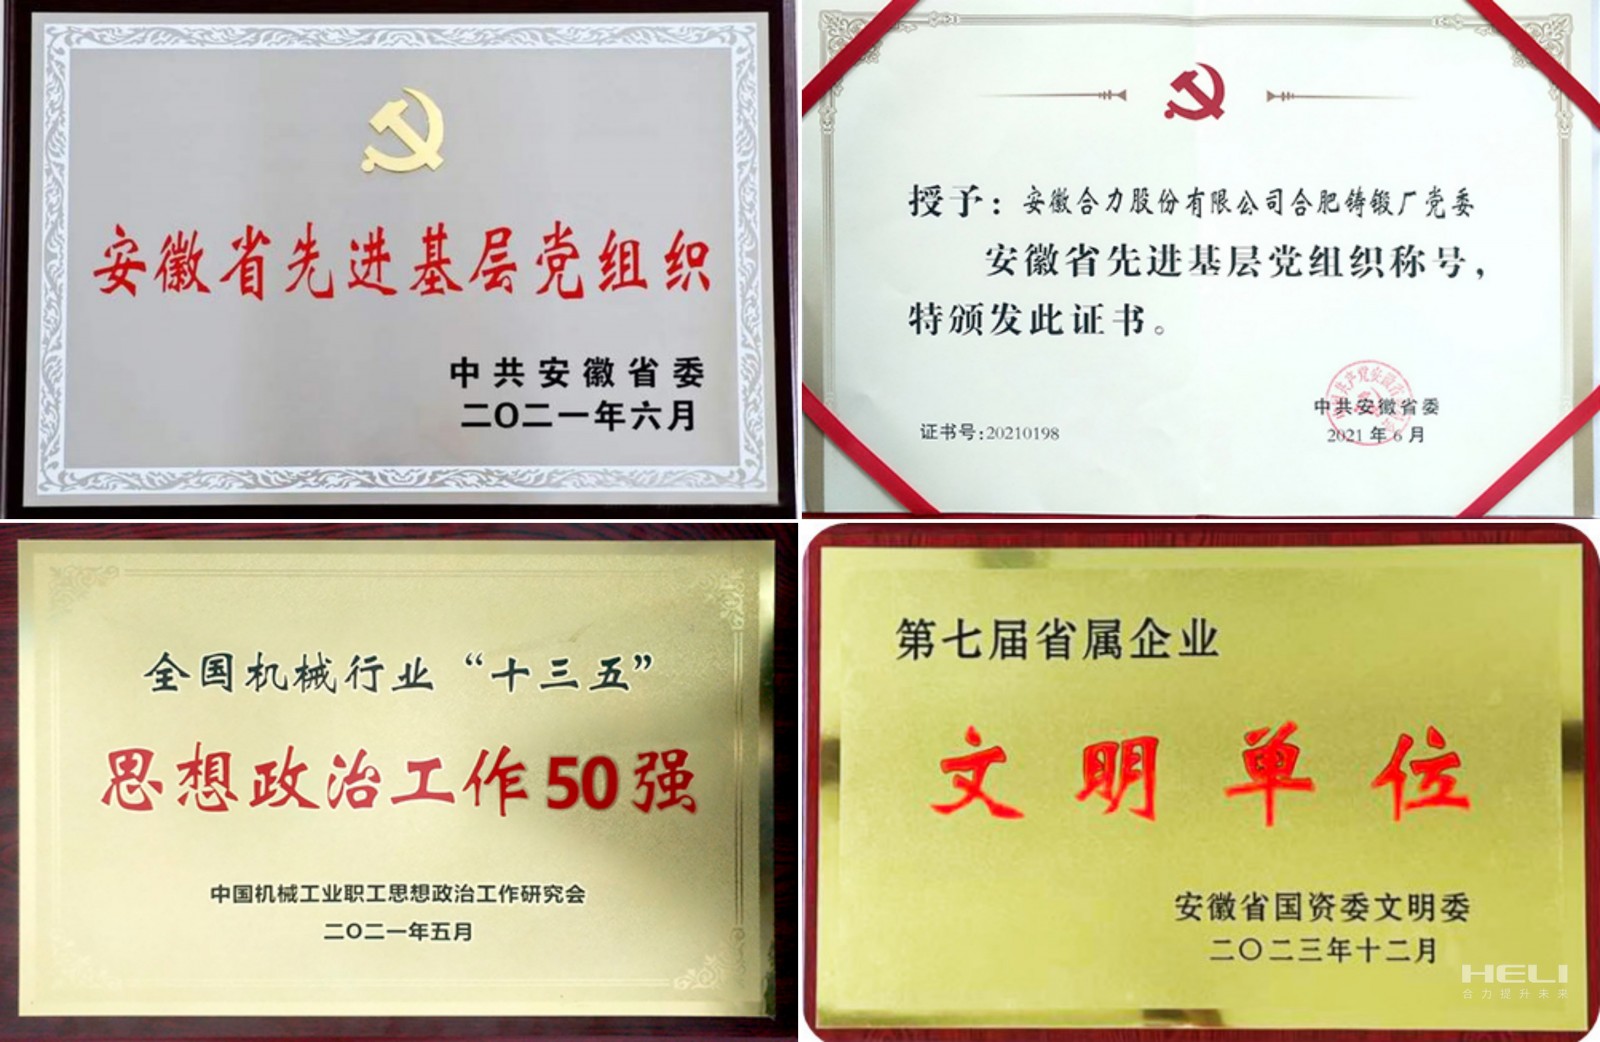 安徽省先进基层党组织
中共安徽省委
二〇二一年六月
授予：安徽合力股份有限公司合肥铸锻厂党委
安徽省先进基层党组织称号，
特颁发此证书。
证书号:20210198
中共安徽省委
2021 年 6 月
全国机械行业“十三五”
思想政治工作50强
中国机械工业职工思想政治工作研究会
二〇二一年五月
第七届省属企业
文明单位
安徽省国资委文明委
二〇二三年十二月
HELI
合力提升未来